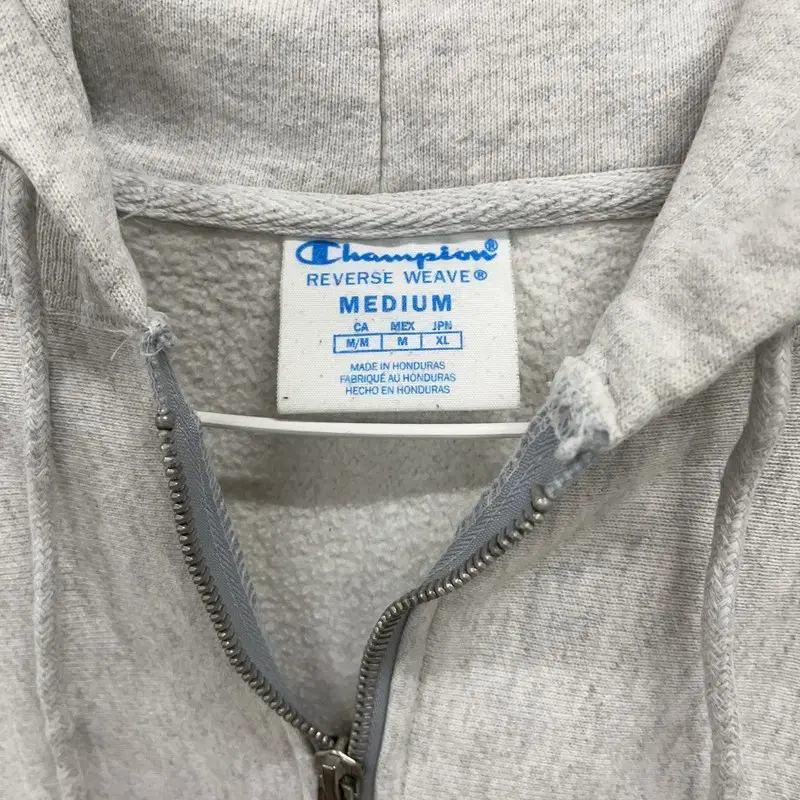 Champion®
REVERSE WEAVE®
MEDIUM
CA MEX JPN
M/M M XL
MADE IN HONDURAS
FABRIQUÉ AU HONDURAS
HECHO EN HONDURAS